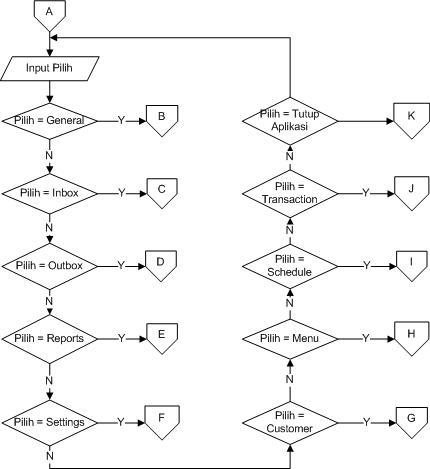 A
Input Pilih
Pilih = General
Y
B
N
Pilih = Inbox
Y
C
N
Pilih = Outbox
Y
D
N
Pilih = Reports
Y
E
N
Pilih = Settings
Y
F
N
Pilih =
Customer
Y
G
N
Pilih = Menu
Y
H
N
Pilih =
Schedule
Y
I
N
Pilih =
Transaction
Y
J
N
Pilih = Tutup
Aplikasi
K